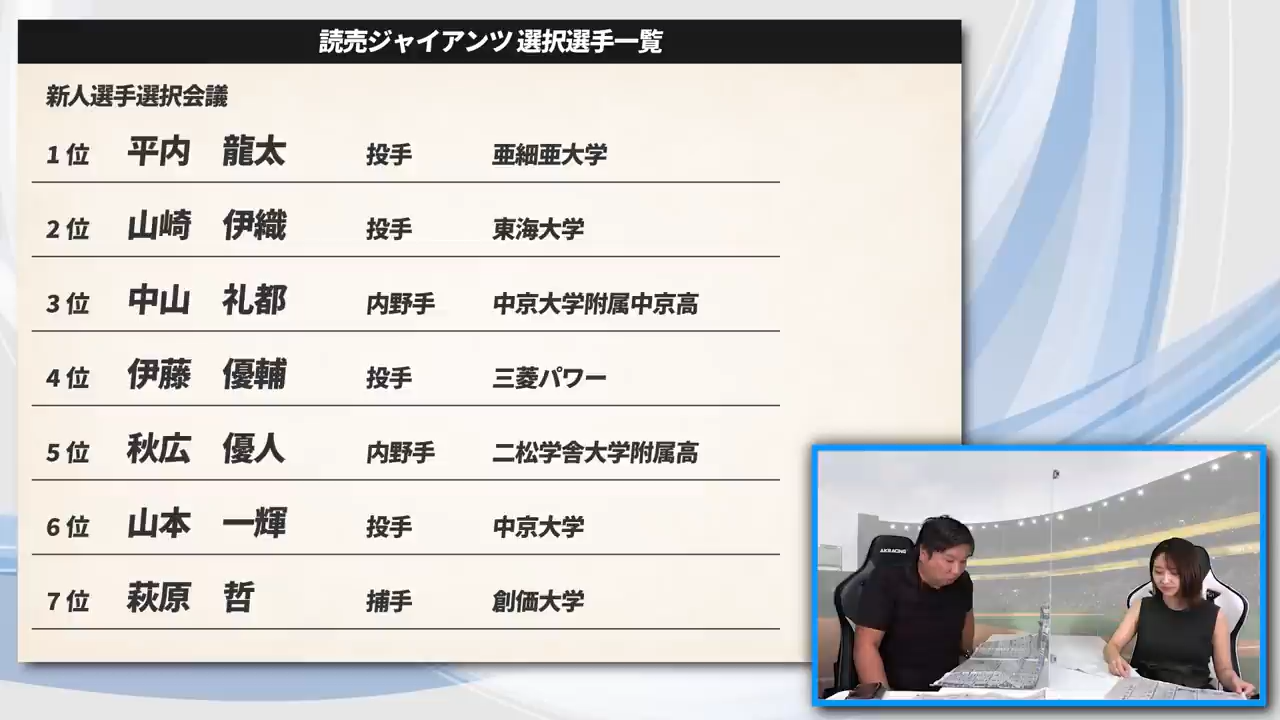 読売ジャイアンツ 選択選手一覧
新人選手選択会議
1位 平内 龍太 投手 亜細亜大学
2位 山崎 伊織 投手 東海大学
3位 中山 礼都 内野手 中京大学附属中京高
4位 伊藤 優輔 投手 三菱パワー
5位 秋広 優人 内野手 二松学舎大学附属高
6位 山本 一輝 投手 中京大学
7位 萩原 哲 捕手 創価大学
AKRACING